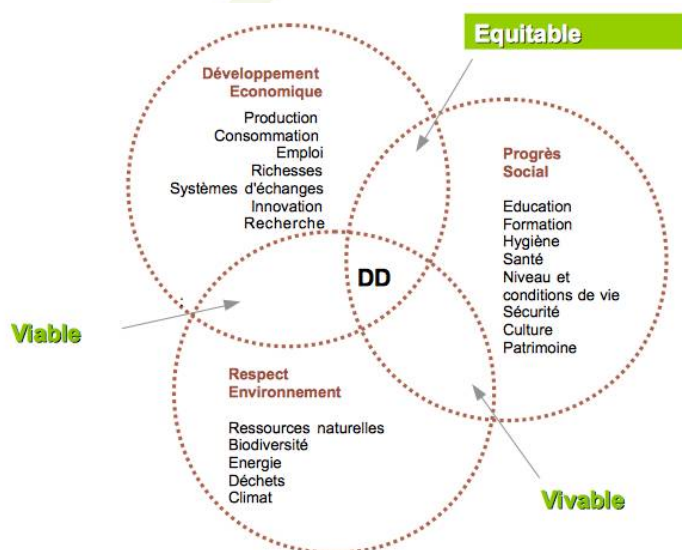 Equitable
Développement
Economique
Production
Consommation
Emploi
Richesses
Systèmes d'échanges
Innovation
Recherche
Progrès
Social
Education
Formation
Hygiène
Santé
Niveau et
conditions de vie
Sécurité
Culture
Patrimoine
DD
Viable
Respect
Environnement
Ressources naturelles
Biodiversité
Energie
Déchets
Climat
Vivable